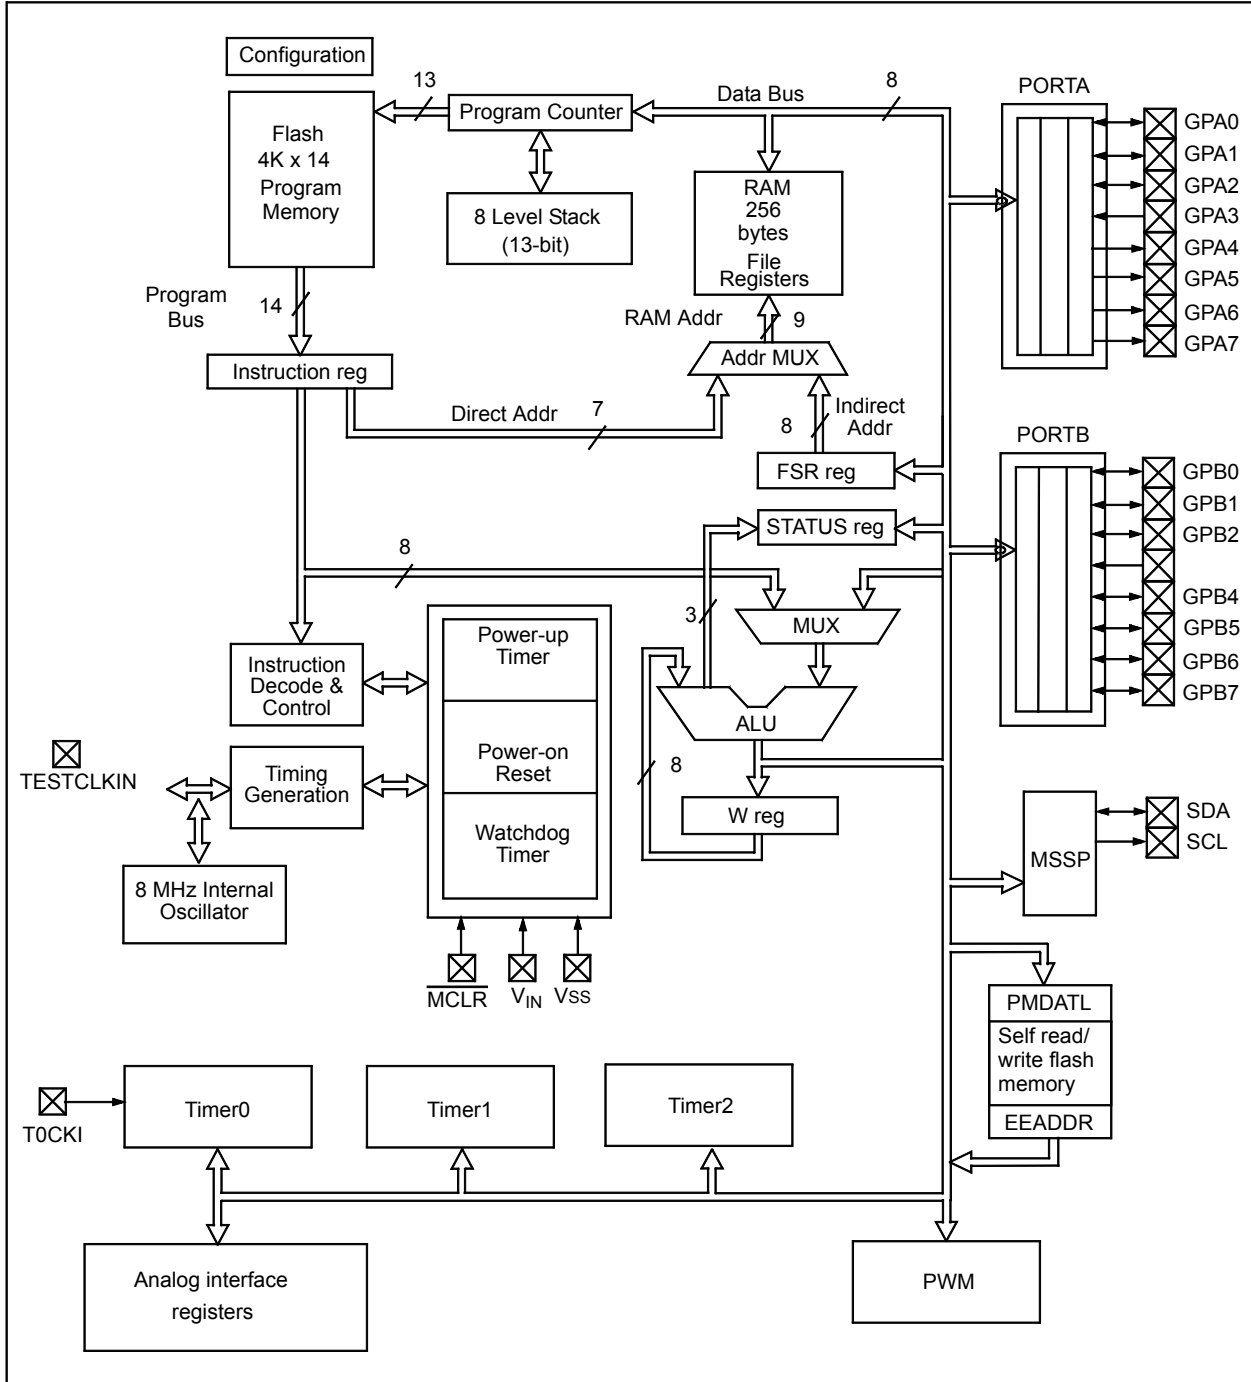 Configuration
13
Data Bus
8
PORTA
Flash
4K x 14
Program
Memory
Program Counter
8 Level Stack
(13-bit)
RAM
256
bytes
File
Registers
GPA0
GPA1
GPA2
GPA3
GPA4
GPA5
GPA6
GPA7
Program
Bus
14
RAM Addr
9
Addr MUX
Instruction reg
Direct Addr
7
8
Indirect
Addr
FSR reg
STATUS reg
PORTB
GPB0
GPB1
GPB2
GPB4
GPB5
GPB6
GPB7
8
3
MUX
Power-up
Timer
Instruction
Decode &
Control
ALU
TESTCLKIN
Timing
Generation
Power-on
Reset
8
W reg
Watchdog
Timer
8 MHz Internal
Oscillator
MCLR
VIN
VSS
MSSP
SDA
SCL
PMDATL
Self read/
write flash
memory
EEADDR
T0CKI
Timer0
Timer1
Timer2
Analog interface
registers
PWM